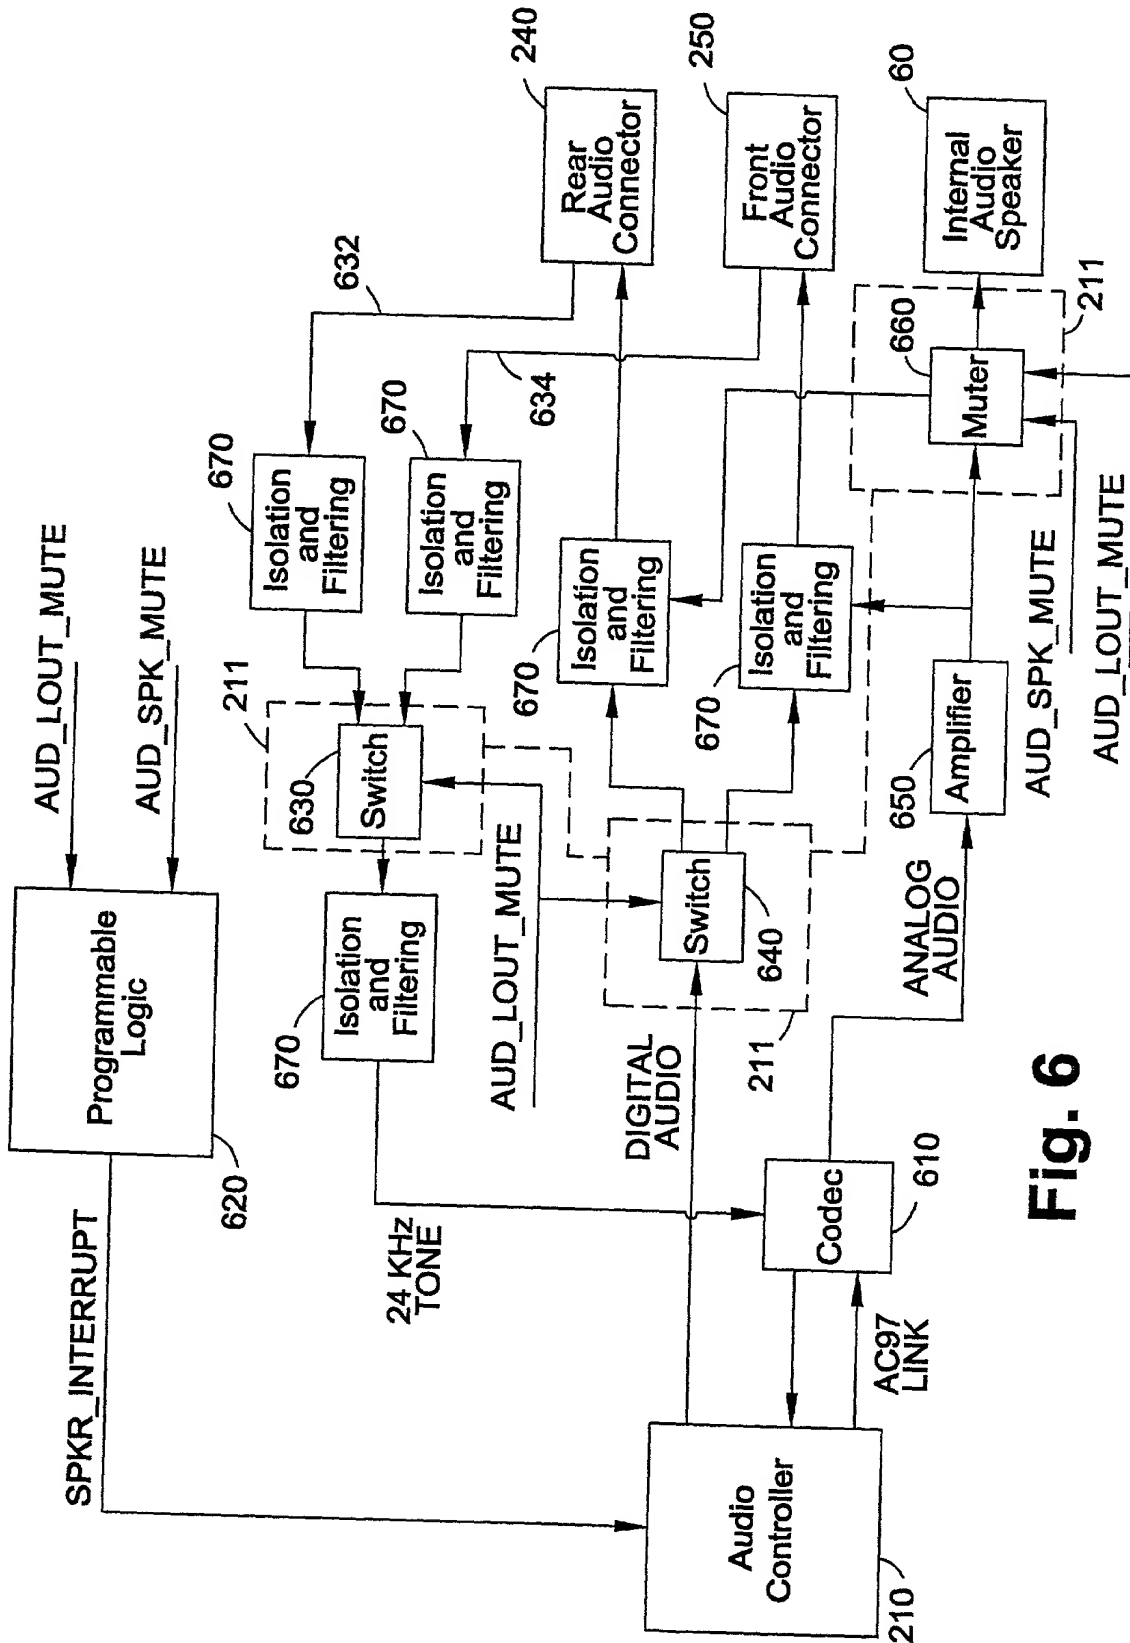 AUD_LOUT_MUTE
AUD_SPK_MUTE
Programmable
Logic
620
SPKR_INTERRUPT
670
Isolation
and
Filtering
670
Isolation
and
Filtering
632
634
Rear
Audio
Connector
240
Front
Audio
Connector
250
Internal
Audio
Speaker
60
211
630
Switch
Isolation
and
Filtering
670
24 KHz
TONE
AUD_LOUT_MUTE
Isolation
and
Filtering
670
Isolation
and
Filtering
670
Switch
640
211
DIGITAL
AUDIO
660
Muter
211
Amplifier
650
AUD_SPK_MUTE
AUD_LOUT_MUTE
ANALOG
AUDIO
Codec
610
AC97
LINK
Audio
Controller
210
Fig. 6